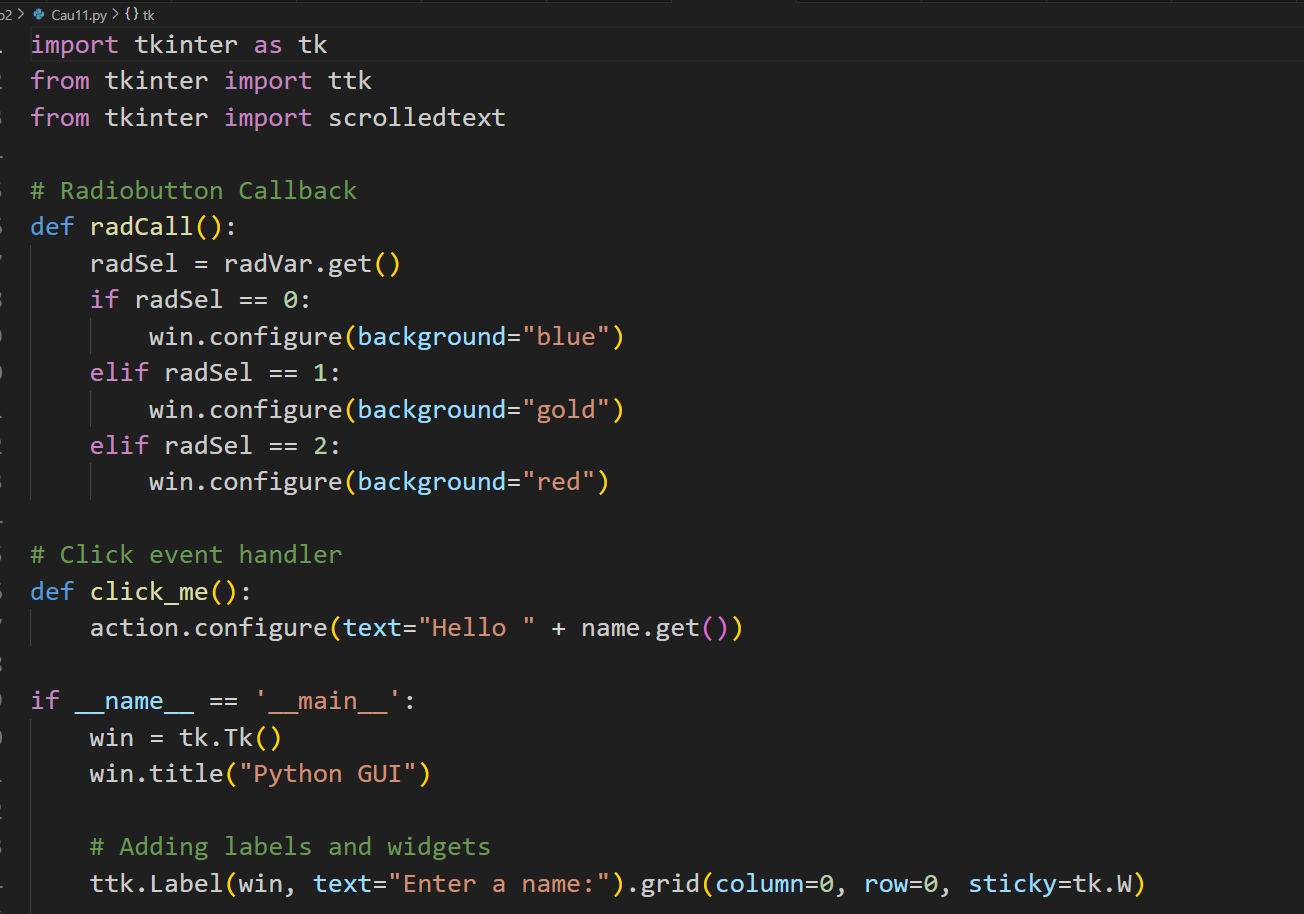 Cau11.py > {} tk
import tkinter as tk
from tkinter import ttk
from tkinter import scrolledtext
# Radiobutton Callback
def radCall():
    radSel = radVar.get()
    if radSel == 0:
        win.configure(background="blue")
    elif radSel == 1:
        win.configure(background="gold")
    elif radSel == 2:
        win.configure(background="red")
# Click event handler
def click_me():
    action.configure(text="Hello " + name.get())
if __name__ == '__main__':
    win = tk.Tk()
    win.title("Python GUI")
    # Adding labels and widgets
    ttk.Label(win, text="Enter a name:").grid(column=0, row=0, sticky=tk.W)